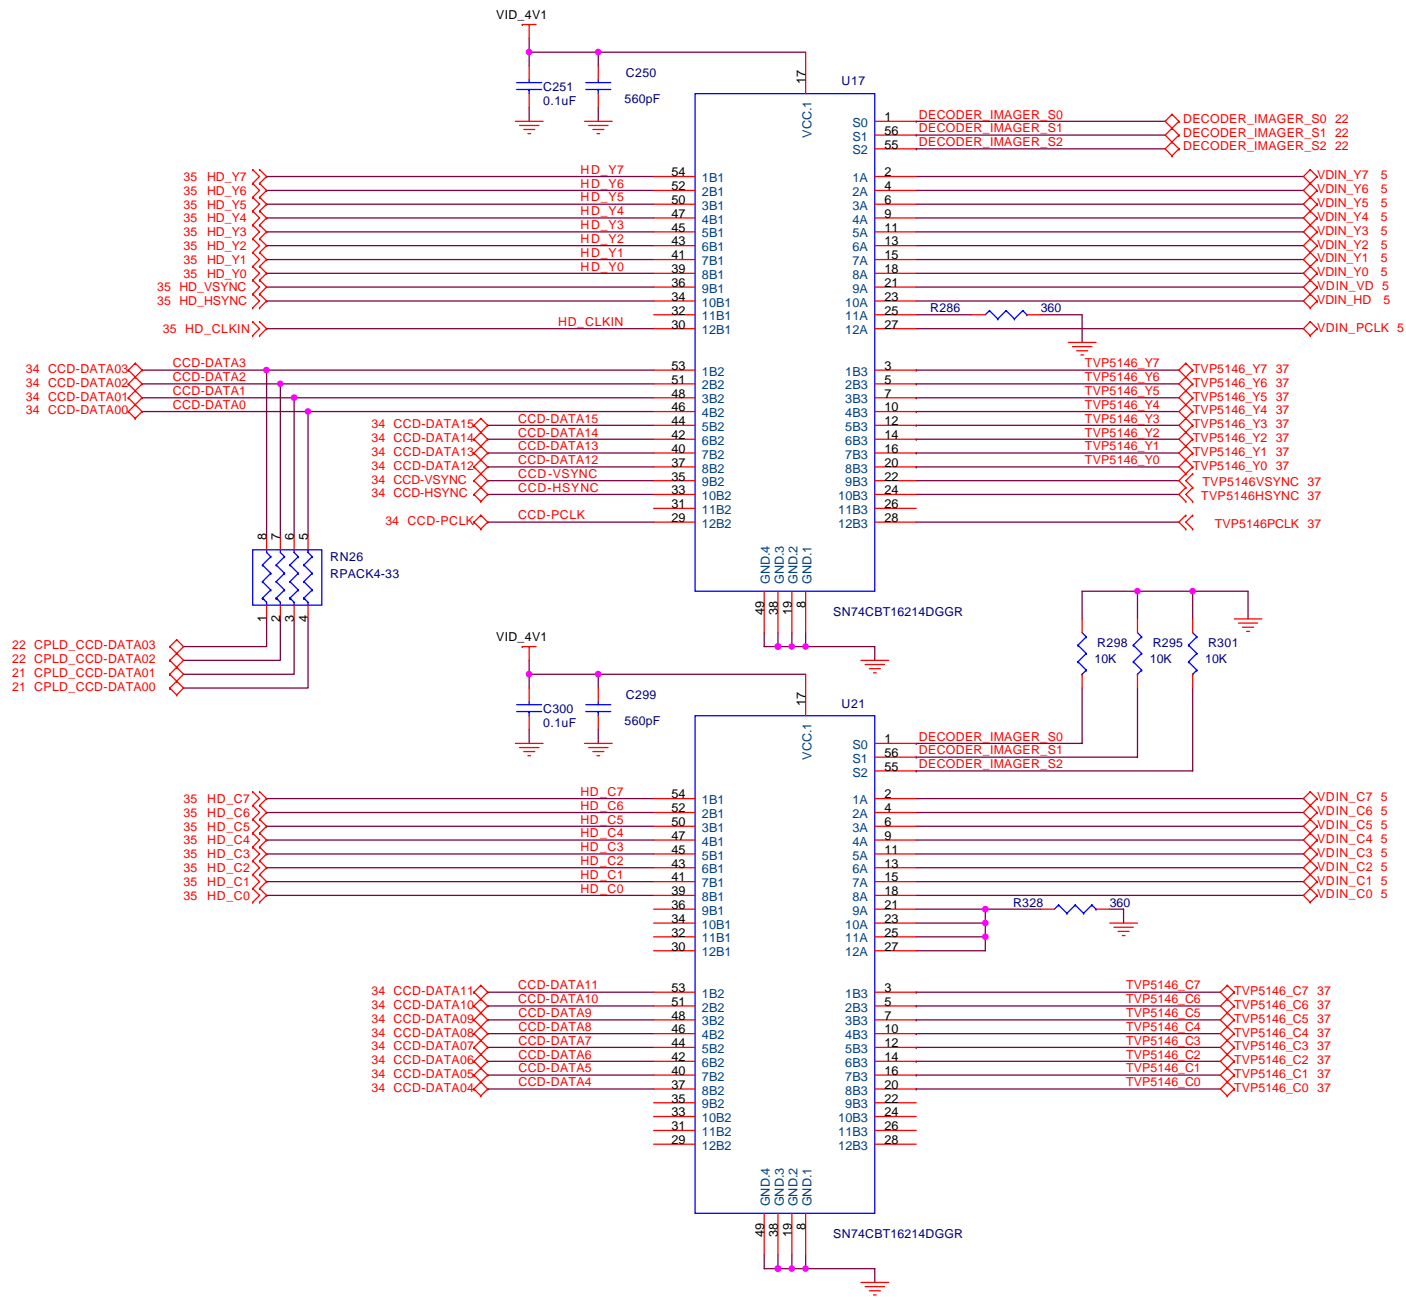 VID_4V1
C251
0.1uF
C250
560pF
17
U17
VCC.1
S0 1 DECODER_IMAGER_S0 DECODER_IMAGER_S0 22
S1 56 DECODER_IMAGER_S1 DECODER_IMAGER_S1 22
S2 55 DECODER_IMAGER_S2 DECODER_IMAGER_S2 22
35 HD_Y7 HD_Y7 54 1B1 1A 2 VDIN_Y7 5
35 HD_Y6 HD_Y6 52 2B1 2A 4 VDIN_Y6 5
35 HD_Y5 HD_Y5 50 3B1 3A 6 VDIN_Y5 5
35 HD_Y4 HD_Y4 47 4B1 4A 9 VDIN_Y4 5
35 HD_Y3 HD_Y3 45 5B1 5A 11 VDIN_Y3 5
35 HD_Y2 HD_Y2 43 6B1 6A 13 VDIN_Y2 5
35 HD_Y1 HD_Y1 41 7B1 7A 15 VDIN_Y1 5
35 HD_Y0 HD_Y0 39 8B1 8A 18 VDIN_Y0 5
35 HD_VSYNC 36 9B1 9A 21 VDIN_VD 5
35 HD_HSYNC 34 10B1 10A 23 VDIN_HD 5
32 11B1 11A 25 R286 360
35 HD_CLKIN HD_CLKIN 30 12B1 12A 27 VDIN_PCLK 5
34 CCD-DATA03 CCD-DATA3 53 1B2 1B3 3 TVP5146_Y7 TVP5146_Y7 37
34 CCD-DATA02 CCD-DATA2 51 2B2 2B3 5 TVP5146_Y6 TVP5146_Y6 37
34 CCD-DATA01 CCD-DATA1 48 3B2 3B3 7 TVP5146_Y5 TVP5146_Y5 37
34 CCD-DATA00 CCD-DATA0 46 4B2 4B3 10 TVP5146_Y4 TVP5146_Y4 37
34 CCD-DATA15 CCD-DATA15 44 5B2 5B3 12 TVP5146_Y3 TVP5146_Y3 37
34 CCD-DATA14 CCD-DATA14 42 6B2 6B3 14 TVP5146_Y2 TVP5146_Y2 37
34 CCD-DATA13 CCD-DATA13 40 7B2 7B3 16 TVP5146_Y1 TVP5146_Y1 37
34 CCD-DATA12 CCD-DATA12 37 8B2 8B3 20 TVP5146_Y0 TVP5146_Y0 37
34 CCD-VSYNC CCD-VSYNC 35 9B2 9B3 22 TVP5146VSYNC 37
34 CCD-HSYNC CCD-HSYNC 33 10B2 10B3 24 TVP5146HSYNC 37
31 11B2 11B3 26
34 CCD-PCLK CCD-PCLK 29 12B2 12B3 28 TVP5146PCLK 37
8 7 6 5
RN26
RPACK4-33
1 2 3 4
GND.4 GND.3 GND.2 GND.1
49 38 19 8
SN74CBT16214DGGR
22 CPLD_CCD-DATA03
22 CPLD_CCD-DATA02
21 CPLD_CCD-DATA01
21 CPLD_CCD-DATA00
R298
10K
R295
10K
R301
10K
VID_4V1
C300
0.1uF
C299
560pF
17
U21
VCC.1
S0 1 DECODER_IMAGER_S0
S1 56 DECODER_IMAGER_S1
S2 55 DECODER_IMAGER_S2
35 HD_C7 HD_C7 54 1B1 1A 2 VDIN_C7 5
35 HD_C6 HD_C6 52 2B1 2A 4 VDIN_C6 5
35 HD_C5 HD_C5 50 3B1 3A 6 VDIN_C5 5
35 HD_C4 HD_C4 47 4B1 4A 9 VDIN_C4 5
35 HD_C3 HD_C3 45 5B1 5A 11 VDIN_C3 5
35 HD_C2 HD_C2 43 6B1 6A 13 VDIN_C2 5
35 HD_C1 HD_C1 41 7B1 7A 15 VDIN_C1 5
35 HD_C0 HD_C0 39 8B1 8A 18 VDIN_C0 5
36 9B1 9A 21 R328 360
34 10B1 10A 23
32 11B1 11A 25
30 12B1 12A 27
34 CCD-DATA11 CCD-DATA11 53 1B2 1B3 3 TVP5146_C7 TVP5146_C7 37
34 CCD-DATA10 CCD-DATA10 51 2B2 2B3 5 TVP5146_C6 TVP5146_C6 37
34 CCD-DATA09 CCD-DATA9 48 3B2 3B3 7 TVP5146_C5 TVP5146_C5 37
34 CCD-DATA08 CCD-DATA8 46 4B2 4B3 10 TVP5146_C4 TVP5146_C4 37
34 CCD-DATA07 CCD-DATA7 44 5B2 5B3 12 TVP5146_C3 TVP5146_C3 37
34 CCD-DATA06 CCD-DATA6 42 6B2 6B3 14 TVP5146_C2 TVP5146_C2 37
34 CCD-DATA05 CCD-DATA5 40 7B2 7B3 16 TVP5146_C1 TVP5146_C1 37
34 CCD-DATA04 CCD-DATA4 37 8B2 8B3 20 TVP5146_C0 TVP5146_C0 37
35 9B2 9B3 22
33 10B2 10B3 24
31 11B2 11B3 26
29 12B2 12B3 28
GND.4 GND.3 GND.2 GND.1
49 38 19 8
SN74CBT16214DGGR